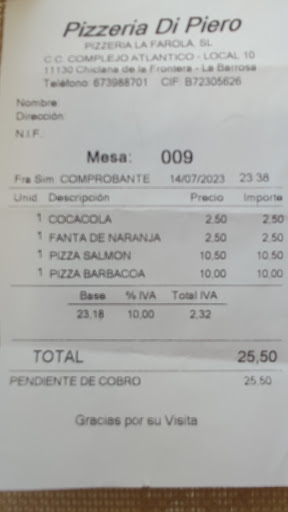 Pizzeria Di Piero
PIZZERIA LA FAROLA SL
C.C. COMPLEJO ATLANTICO - LOCAL 10
11130 Chiclana de la Frontera - La Barrosa
Teléfono: 673988701 CIF: B72305626
Nombre:
Dirección:
N.I.F.:
Mesa: 009
Fra Sim. COMPROBANTE 14/07/2023 23:38
Unid. Descripción Precio Importe
1 COCACOLA 2,50 2,50
1 FANTA DE NARANJA 2,50 2,50
1 PIZZA SALMON 10,50 10,50
1 PIZZA BARBACOA 10,00 10,00
Base % IVA Total IVA
23,18 10,00 2,32
TOTAL 25,50
PENDIENTE DE COBRO 25,50
Gracias por su Visita